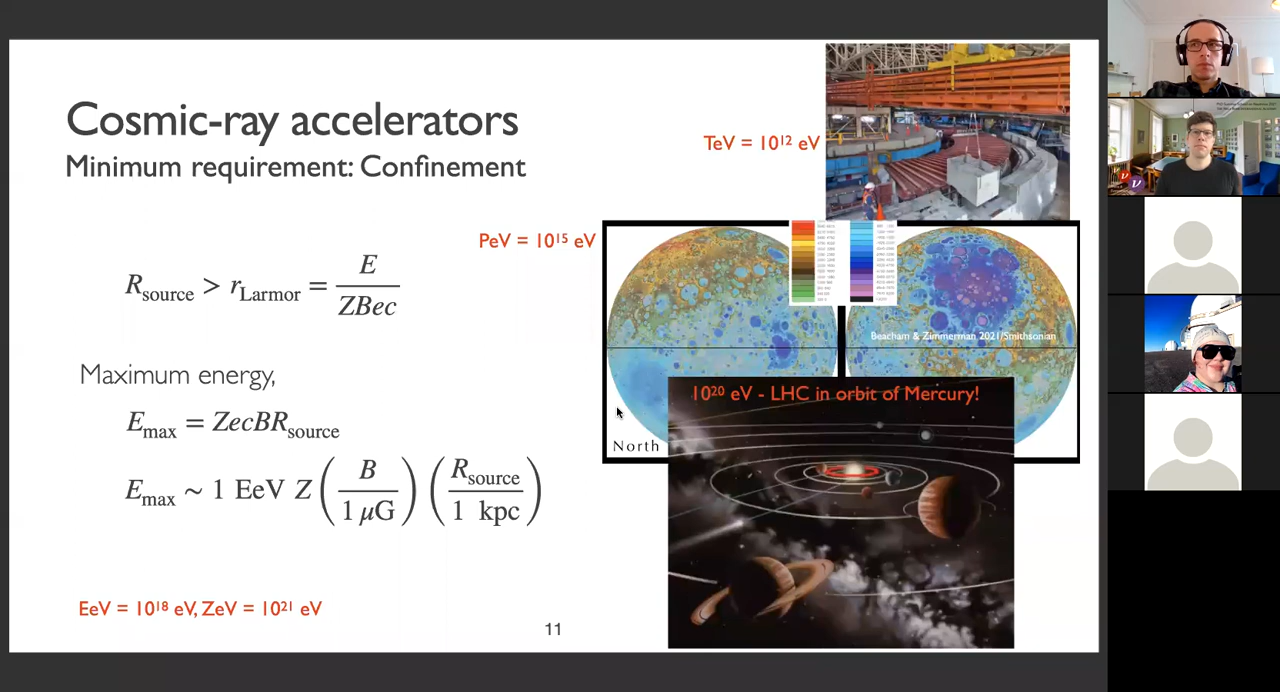 Cosmic-ray accelerators
Minimum requirement: Confinement
TeV = 10¹² eV
PeV = 10¹⁵ eV
R_source > r_Larmor = E / ZBec
Beacham & Zimmerman 2021/Smithsonian
Maximum energy,
10²⁰ eV - LHC in orbit of Mercury!
E_max = ZecBR_source
North
E_max ~ 1 EeV Z (B / 1 μG) (R_source / 1 kpc)
EeV = 10¹⁸ eV, ZeV = 10²¹ eV
11